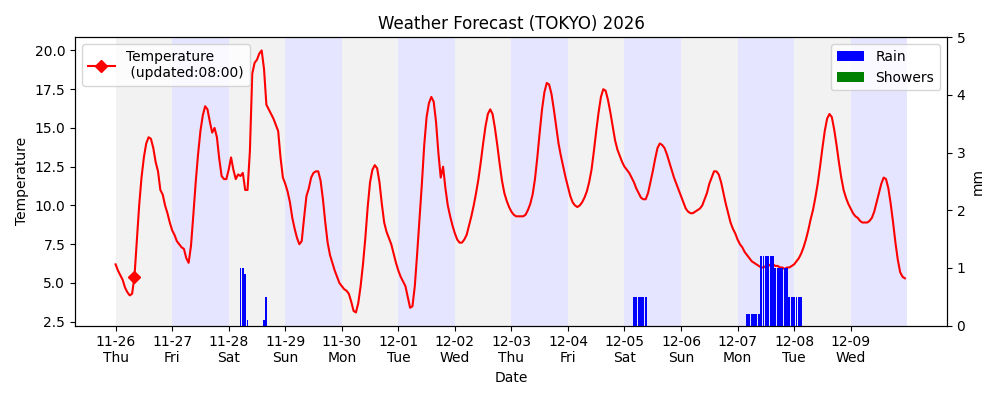 Weather Forecast (TOKYO) 2026
Temperature
(updated:08:00)
Rain
Showers
Temperature
20.0
17.5
15.0
12.5
10.0
7.5
5.0
2.5
5
4
3
2
1
0
mm
11-26 11-27 11-28 11-29 11-30 12-01 12-02 12-03 12-04 12-05 12-06 12-07 12-08 12-09
Thu Fri Sat Sun Mon Tue Wed Thu Fri Sat Sun Mon Tue Wed
Date